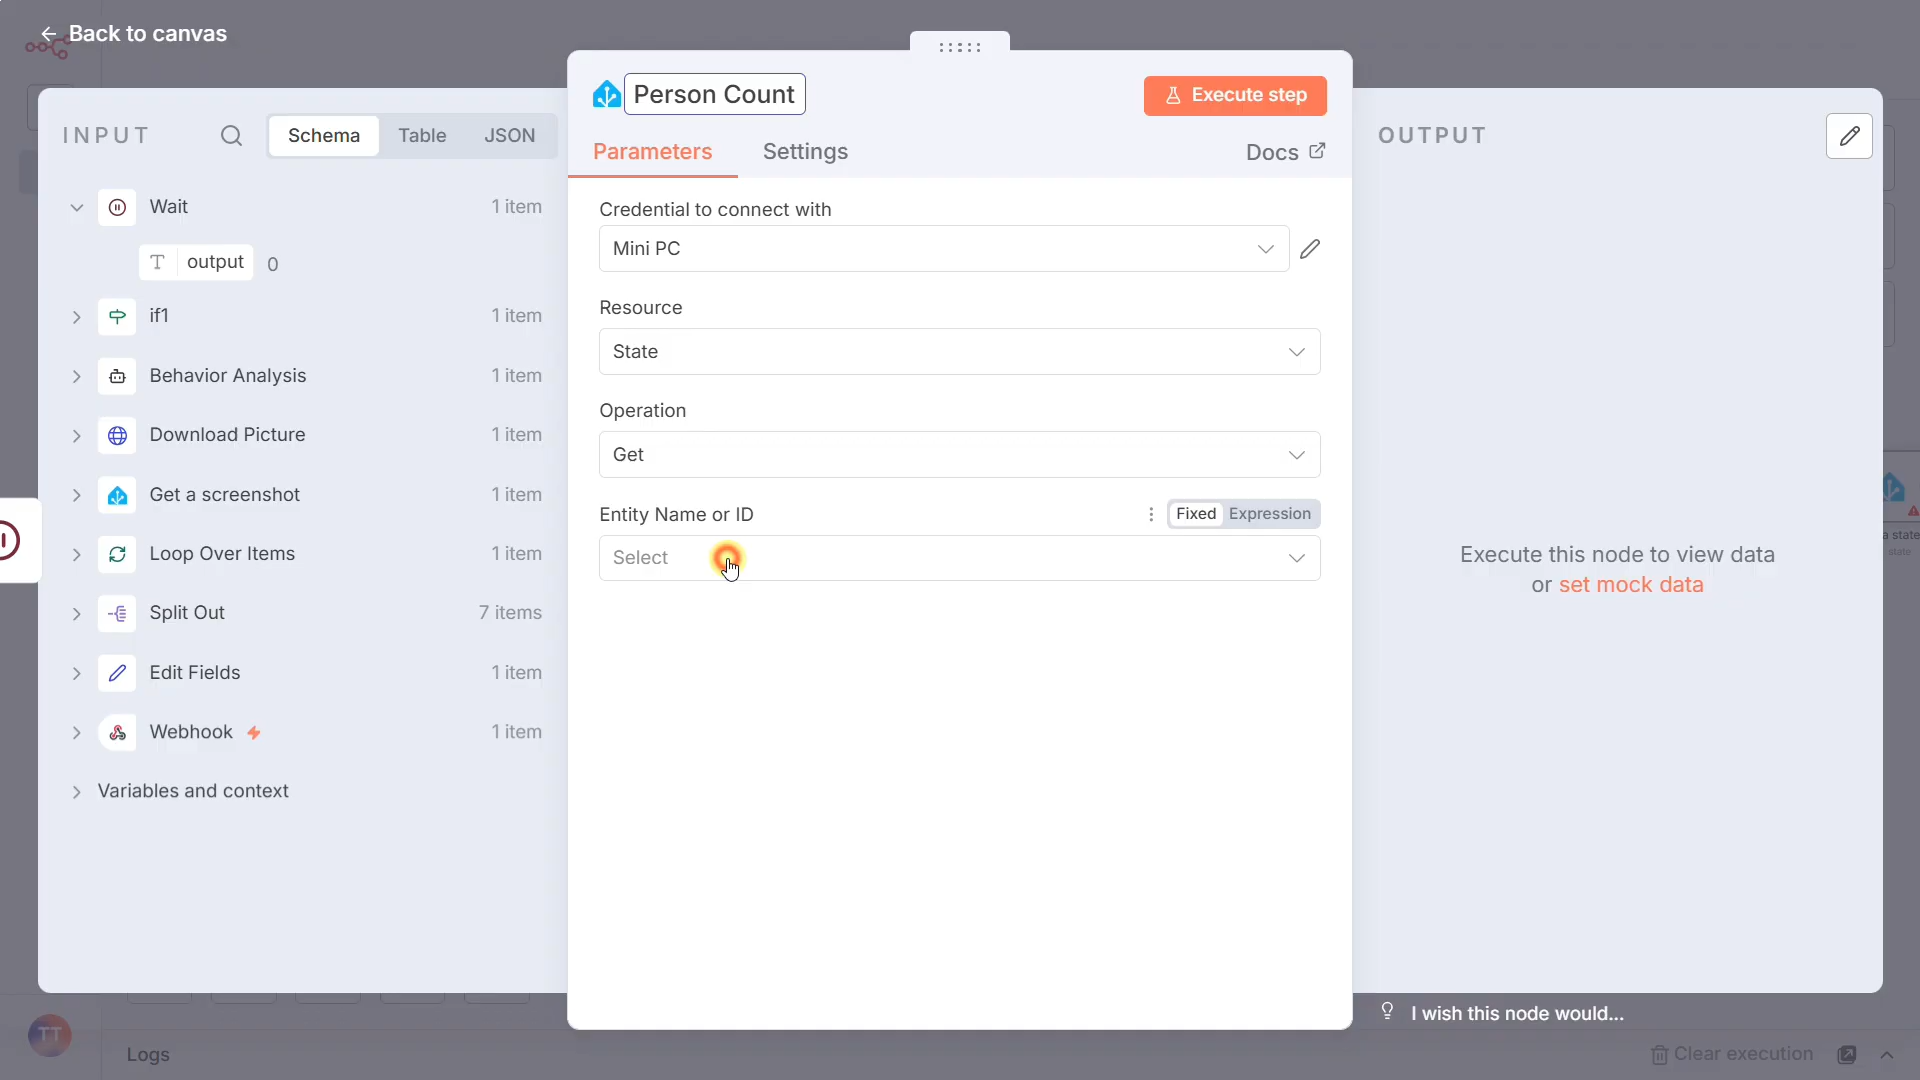 Back to canvas
INPUT
Schema
Table
JSON
Wait
1 item
T
output
0
if1
1 item
Behavior Analysis
1 item
Download Picture
1 item
Get a screenshot
1 item
Loop Over Items
1 item
Split Out
7 items
Edit Fields
1 item
Webhook
1 item
Variables and context
Person Count
Execute step
Parameters
Settings
Docs
Credential to connect with
Mini PC
Resource
State
Operation
Get
Entity Name or ID
Fixed
Expression
Select
OUTPUT
Execute this node to view data
or set mock data
a state
state
I wish this node would...
TT
Logs
Clear execution